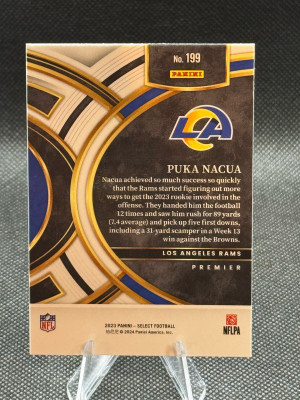 No. 199
PANINI
LA
PUKA NACUA
Nacua achieved so much success so quickly
that the Rams started figuring out more
ways to get the 2023 rookie involved in the
offense. They handed him the football
12 times and saw him rush for 89 yards
(7.4 average) and pick up five first downs,
including a 31-yard scamper in a Week 13
win against the Browns.
LOS ANGELES RAMS
PREMIER
NFL
2023 PANINI - SELECT FOOTBALL
© 2024 Panini America, Inc.
NFLPA